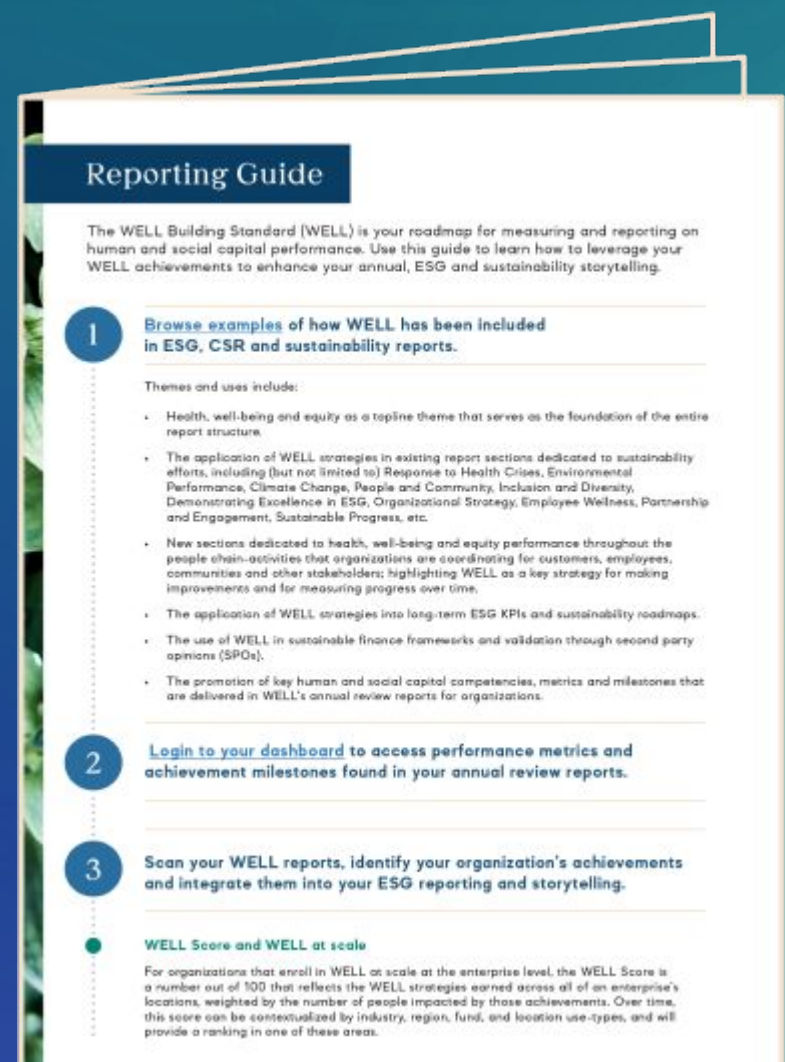 Reporting Guide
The WELL Building Standard (WELL) is your roadmap for measuring and reporting on
human and social capital performance. Use this guide to learn how to leverage your
WELL achievements to enhance your annual, ESG and sustainability storytelling.
1
Browse examples of how WELL has been included
in ESG, CSR and sustainability reports.
Themes and uses include:
• Health, well-being and equity as a topline theme that serves as the foundation of the entire
report structure.
• The application of WELL strategies in existing report sections dedicated to sustainability
efforts, including (but not limited to) Response to Health Crises, Environmental
Performance, Climate Change, People and Community, Inclusion and Diversity,
Demonstrating Excellence in ESG, Organizational Strategy, Employee Wellness, Partnership
and Engagement, Sustainable Progress, etc.
• New sections dedicated to health, well-being and equity performance throughout the
people chain-activities that organizations are coordinating for customers, employees,
communities and other stakeholders; highlighting WELL as a key strategy for making
improvements and for measuring progress over time.
• The application of WELL strategies into long-term ESG KPIs and sustainability roadmaps.
• The use of WELL in sustainable finance frameworks and validation through second party
opinions (SPOs).
• The promotion of key human and social capital competencies, metrics and milestones that
are delivered in WELL's annual review reports for organizations.
2
Login to your dashboard to access performance metrics and
achievement milestones found in your annual review reports.
3
Scan your WELL reports, identify your organization's achievements
and integrate them into your ESG reporting and storytelling.
WELL Score and WELL at scale
For organizations that enroll in WELL at scale at the enterprise level, the WELL Score is
a number out of 100 that reflects the WELL strategies earned across all of an enterprise's
locations, weighted by the number of people impacted by those achievements. Over time,
this score can be contextualized by industry, region, fund, and location use-types, and will
provide a ranking in one of these areas.